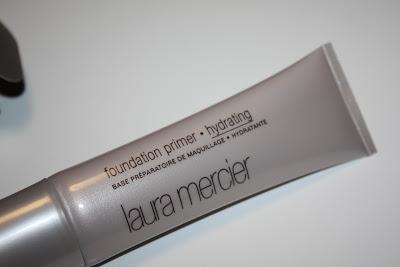 foundation primer • hydrating
BASE PRÉPARATOIRE DE MAQUILLAGE • HYDRATANTE
laura mercier